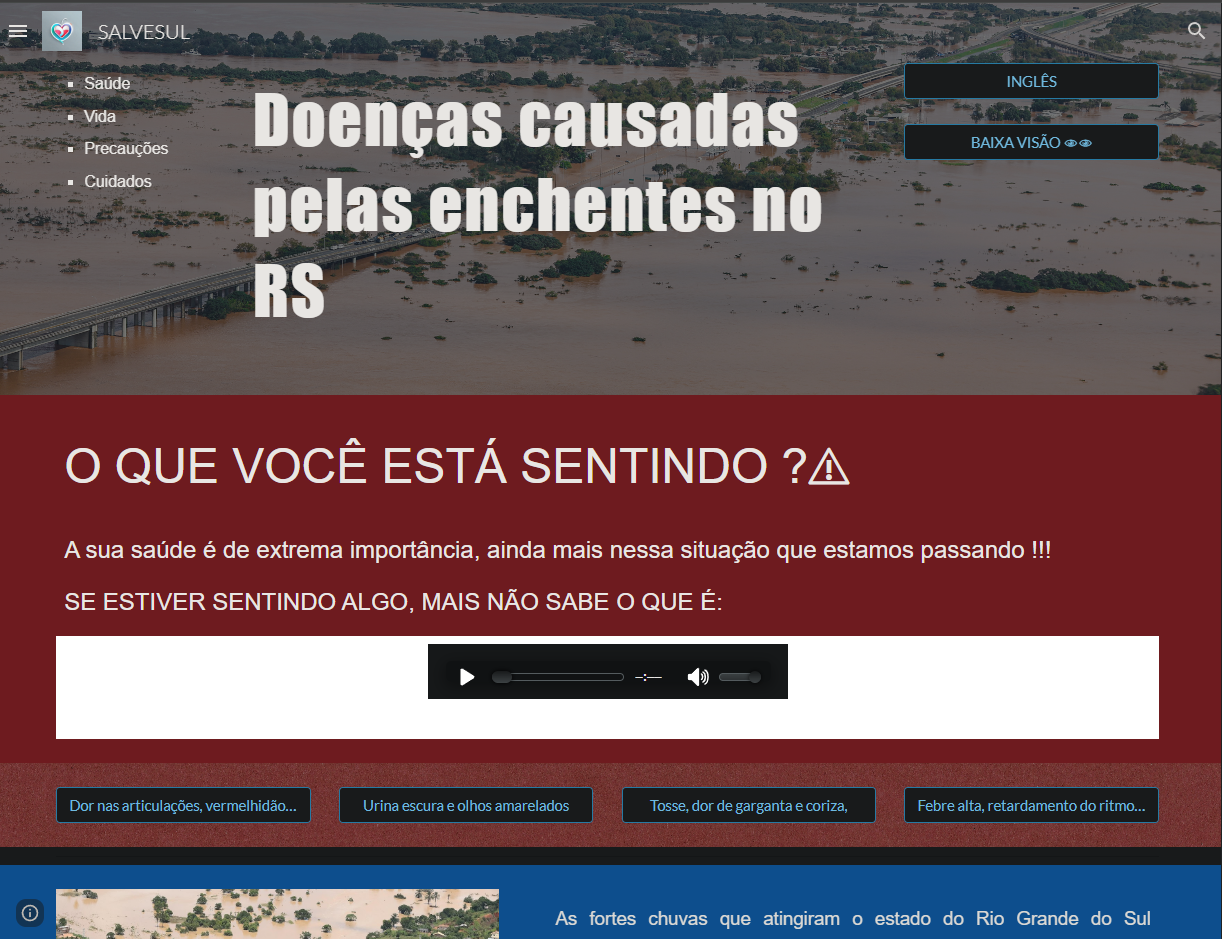 SALVESUL
Saúde
Vida
Precauções
Cuidados
Doenças causadas
pelas enchentes no
RS
INGLÊS
BAIXA VISÃO
O QUE VOCÊ ESTÁ SENTINDO ?⚠
A sua saúde é de extrema importância, ainda mais nessa situação que estamos passando !!!
SE ESTIVER SENTINDO ALGO, MAIS NÃO SABE O QUE É:
-:--
Dor nas articulações, vermelhidão...
Urina escura e olhos amarelados
Tosse, dor de garganta e coriza,
Febre alta, retardamento do ritmo...
As fortes chuvas que atingiram o estado do Rio Grande do Sul